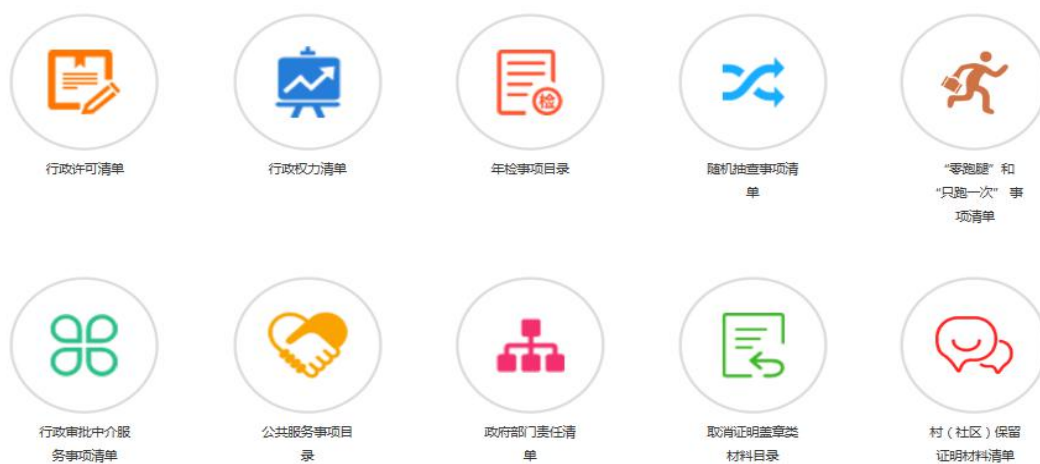 检
行政许可清单
行政权力清单
年检事项目录
随机抽查事项清
单
“零跑腿”和
“只跑一次” 事
项清单
行政审批中介服
务事项清单
公共服务事项目
录
政府部门责任清
单
取消证明盖章类
材料目录
村（社区）保留
证明材料清单